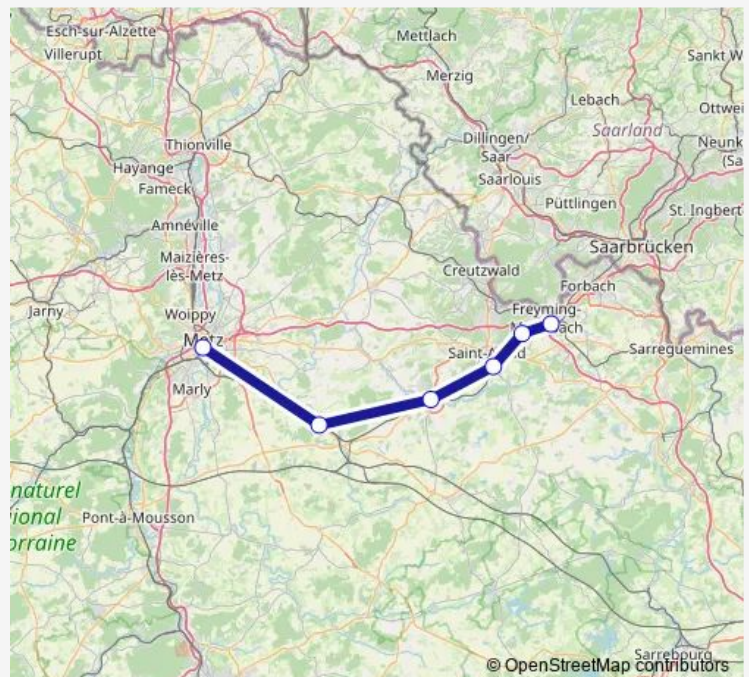 Esch-sur-Alzette
Villerupt
Mettlach
Merzig
Sankt W
Lebach
Ottwei
Saarland
Thionville
Dillingen/
Saar
Neunk
(Sa
Hayange
Fameck
Saarlouis
Püttlingen
St. Ingbert
Amnéville
Saarbrücken
Maizières-
lès-Metz
Creutzwald
Forbach
Jarny
Woippy
Freyming-
Metz
Saint-A
Sarreguemines
Marly
naturel
ional
orraine
Pont-à-Mousson
Sarrebourg
© OpenStreetMap contributors